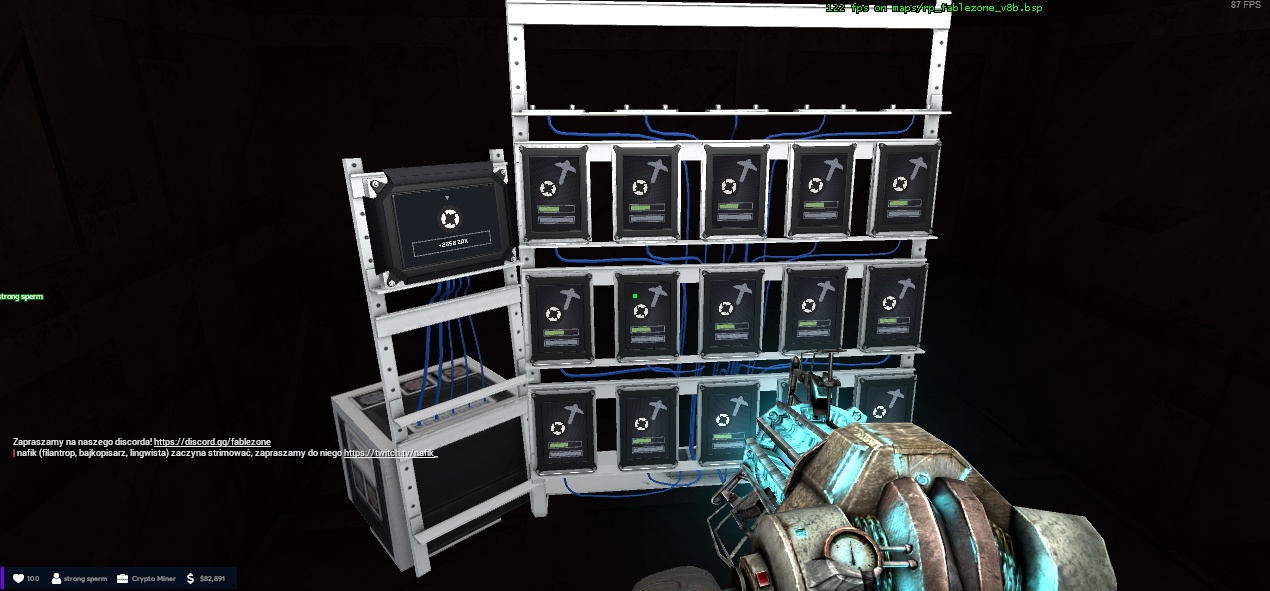 122 fps on maps/rp_fablezone_v8b.bsp
87 FPS
strong sperm
Zapraszamy na naszego discorda! https://discord.gg/fablezone
nafik (filantrop, bajkopisarz, lingwista) zaczyna strimować, zapraszamy do niego https://twitch.tv/nafik_
100
strong sperm
Crypto Miner
$82,891